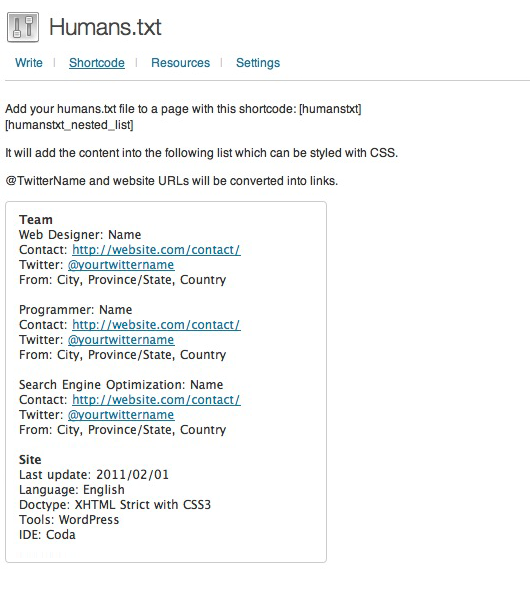 Humans.txt
Write | Shortcode | Resources | Settings
Add your humans.txt file to a page with this shortcode: [humanstxt]
[humanstxt_nested_list]
It will add the content into the following list which can be styled with CSS.
@TwitterName and website URLs will be converted into links.
Team
Web Designer: Name
Contact: http://website.com/contact/
Twitter: @yourtwittername
From: City, Province/State, Country
Programmer: Name
Contact: http://website.com/contact/
Twitter: @yourtwittername
From: City, Province/State, Country
Search Engine Optimization: Name
Contact: http://website.com/contact/
Twitter: @yourtwittername
From: City, Province/State, Country
Site
Last update: 2011/02/01
Language: English
Doctype: XHTML Strict with CSS3
Tools: WordPress
IDE: Coda